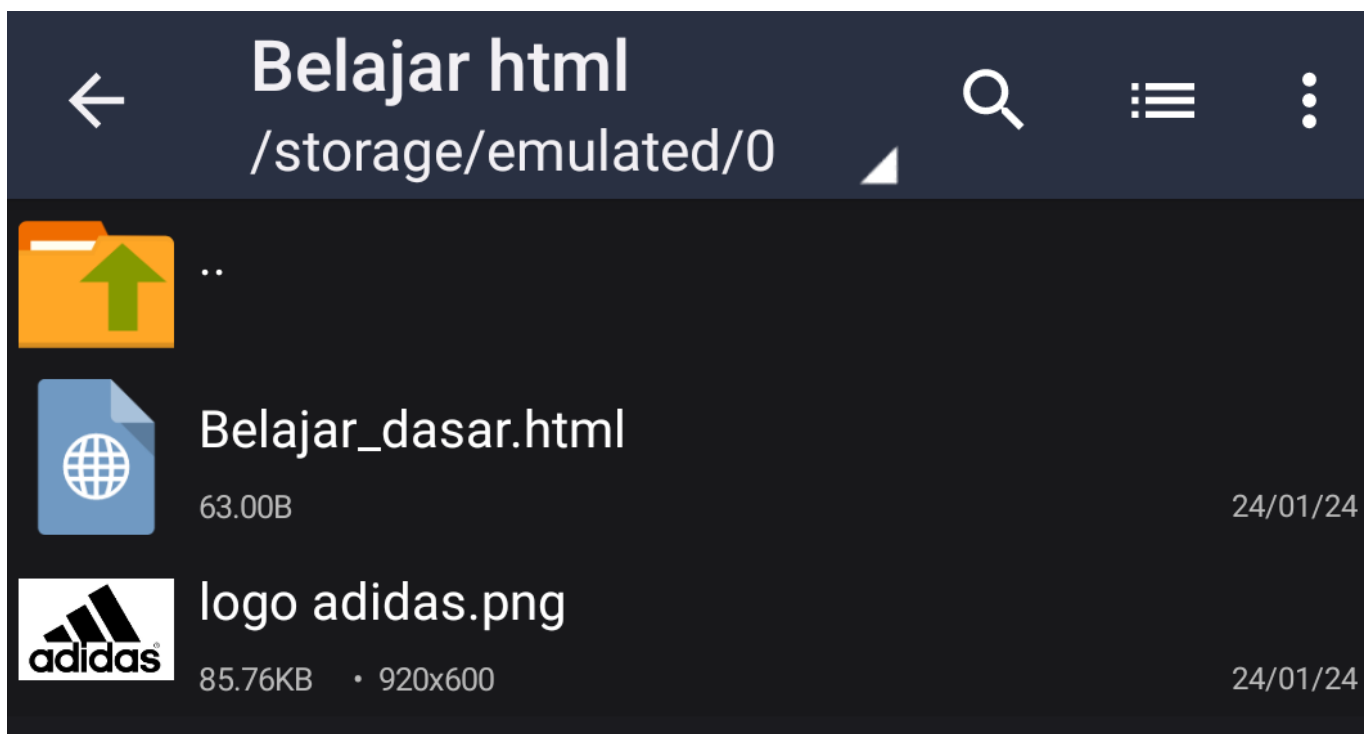 Belajar html
/storage/emulated/0
..
Belajar_dasar.html
63.00B 24/01/24
adidas®
logo adidas.png
85.76KB • 920x600 24/01/24